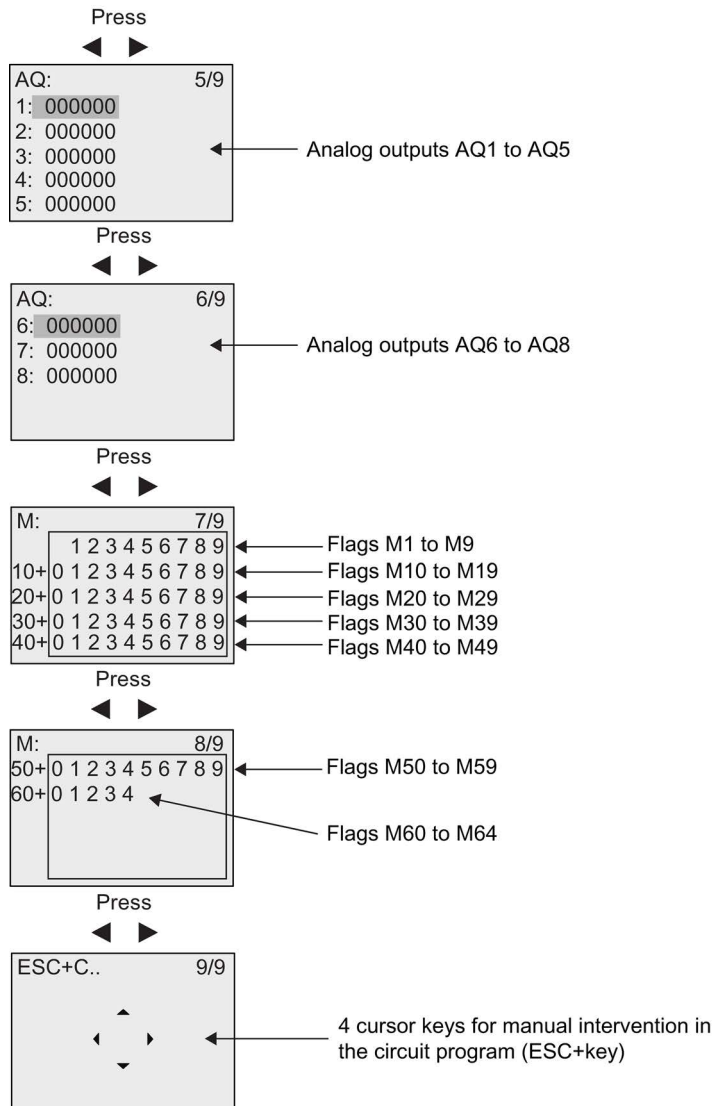 Press
◀ ▶
AQ: 5/9
1: 000000
2: 000000
3: 000000
4: 000000
5: 000000
Analog outputs AQ1 to AQ5
Press
◀ ▶
AQ: 6/9
6: 000000
7: 000000
8: 000000
Analog outputs AQ6 to AQ8
Press
◀ ▶
M: 7/9
1 2 3 4 5 6 7 8 9 Flags M1 to M9
10+ 0 1 2 3 4 5 6 7 8 9 Flags M10 to M19
20+ 0 1 2 3 4 5 6 7 8 9 Flags M20 to M29
30+ 0 1 2 3 4 5 6 7 8 9 Flags M30 to M39
40+ 0 1 2 3 4 5 6 7 8 9 Flags M40 to M49
Press
◀ ▶
M: 8/9
50+ 0 1 2 3 4 5 6 7 8 9 Flags M50 to M59
60+ 0 1 2 3 4
Flags M60 to M64
Press
◀ ▶
ESC+C.. 9/9
4 cursor keys for manual intervention in
the circuit program (ESC+key)